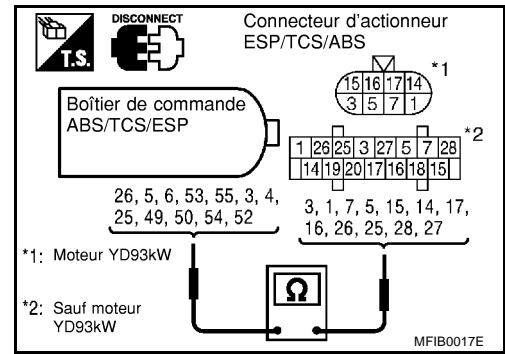 DISCONNECT
T.S.
Connecteur d'actionneur
ESP/TCS/ABS
*1
15 16 17 14
3 5 7 1
Boîtier de commande
ABS/TCS/ESP
*2
1 26 25 3 27 5 7 28
14 19 20 17 16 18 15
26, 5, 6, 53, 55, 3, 4,
25, 49, 50, 54, 52
3, 1, 7, 5, 15, 14, 17,
16, 26, 25, 28, 27
*1: Moteur YD93kW
Ω
*2: Sauf moteur
YD93kW
MFIB0017E